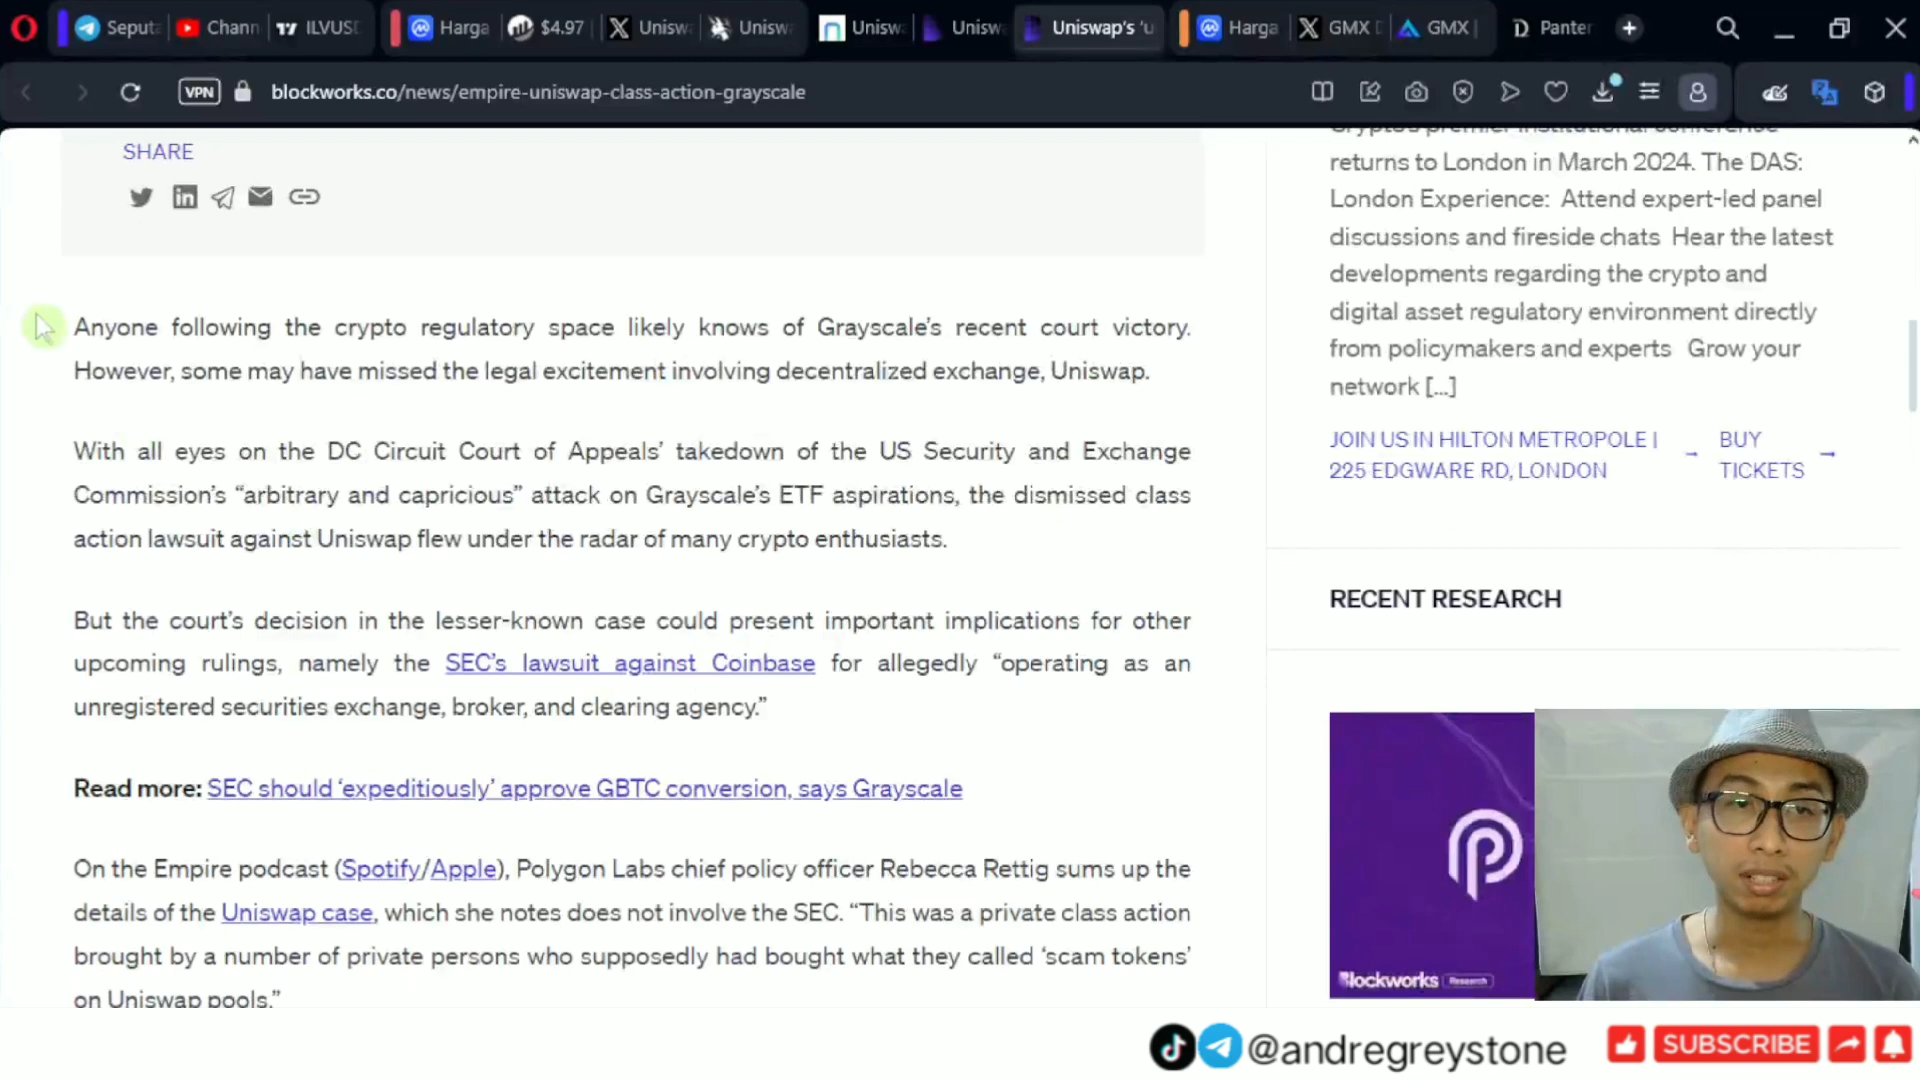 Seputa
Chann
ILVUSD
Harga
$4.97
Unisw
Unisw
Unisw
Unisw
Uniswap's 'u
Harga
GMX D
GMX |
Panter
VPN
blockworks.co/news/empire-uniswap-class-action-grayscale
SHARE
Anyone following the crypto regulatory space likely knows of Grayscale's recent court victory.
However, some may have missed the legal excitement involving decentralized exchange, Uniswap.
With all eyes on the DC Circuit Court of Appeals' takedown of the US Security and Exchange
Commission's “arbitrary and capricious” attack on Grayscale's ETF aspirations, the dismissed class
action lawsuit against Uniswap flew under the radar of many crypto enthusiasts.
But the court's decision in the lesser-known case could present important implications for other
upcoming rulings, namely the SEC's lawsuit against Coinbase for allegedly “operating as an
unregistered securities exchange, broker, and clearing agency.”
Read more: SEC should 'expeditiously' approve GBTC conversion, says Grayscale
On the Empire podcast (Spotify/Apple), Polygon Labs chief policy officer Rebecca Rettig sums up the
details of the Uniswap case, which she notes does not involve the SEC. “This was a private class action
brought by a number of private persons who supposedly had bought what they called 'scam tokens'
on Uniswap pools.”
Crypto's premier institutional conference
returns to London in March 2024. The DAS:
London Experience: Attend expert-led panel
discussions and fireside chats Hear the latest
developments regarding the crypto and
digital asset regulatory environment directly
from policymakers and experts Grow your
network [...]
JOIN US IN HILTON METROPOLE |
225 EDGWARE RD, LONDON
BUY
TICKETS
RECENT RESEARCH
Blockworks Research
@andregreystone
SUBSCRIBE